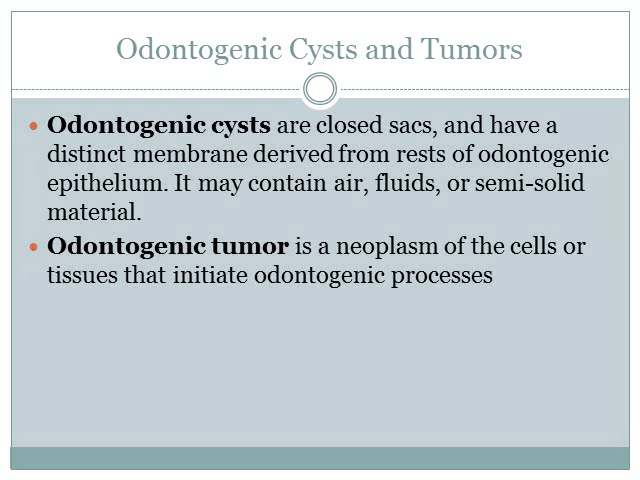 Odontogenic Cysts and Tumors
• Odontogenic cysts are closed sacs, and have a
distinct membrane derived from rests of odontogenic
epithelium. It may contain air, fluids, or semi-solid
material.
• Odontogenic tumor is a neoplasm of the cells or
tissues that initiate odontogenic processes